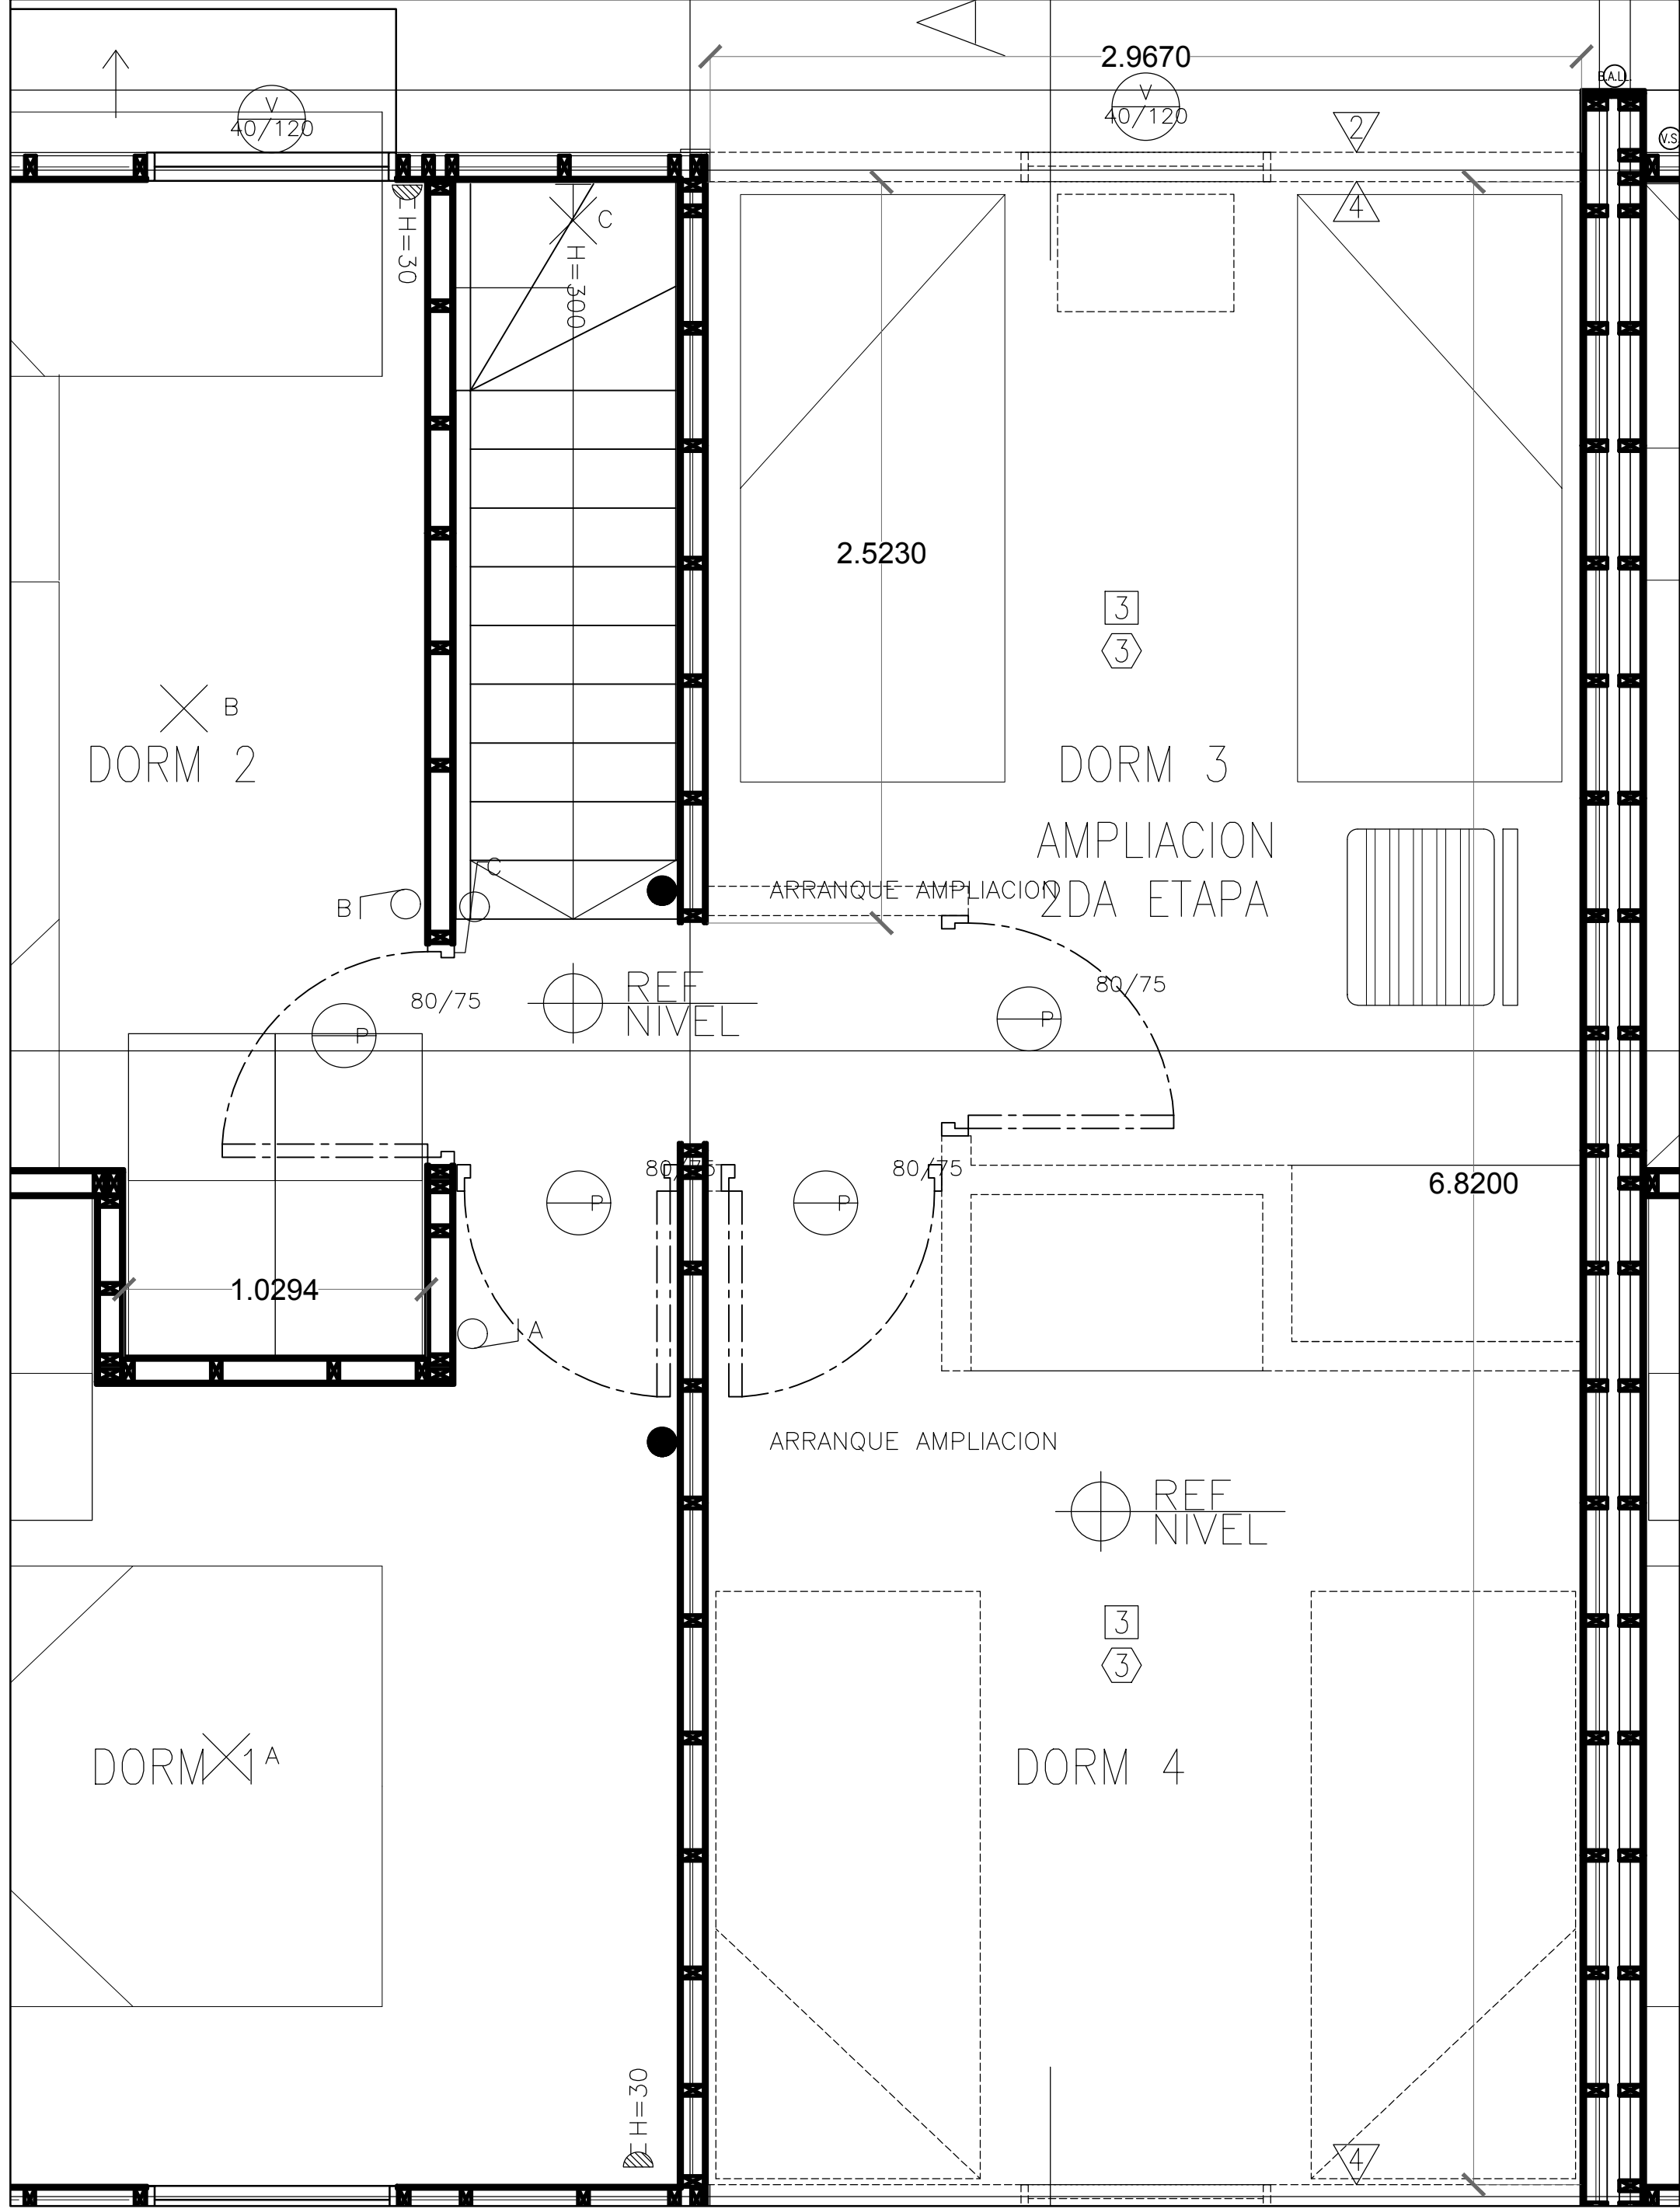 2.9670
B.A.LL.
V
40/120
V
40/120
2
V.S
4
H=30
C
H=300
2.5230
3
3
B
DORM 2
DORM 3
AMPLIACION
2DA ETAPA
C
B
ARRANQUE AMPLIACION
REF
NIVEL
80/75
80/75
P
P
80/75
80/75
6.8200
P
P
1.0294
A
ARRANQUE AMPLIACION
REF
NIVEL
3
3
DORM 1
A
DORM 4
H=30
4